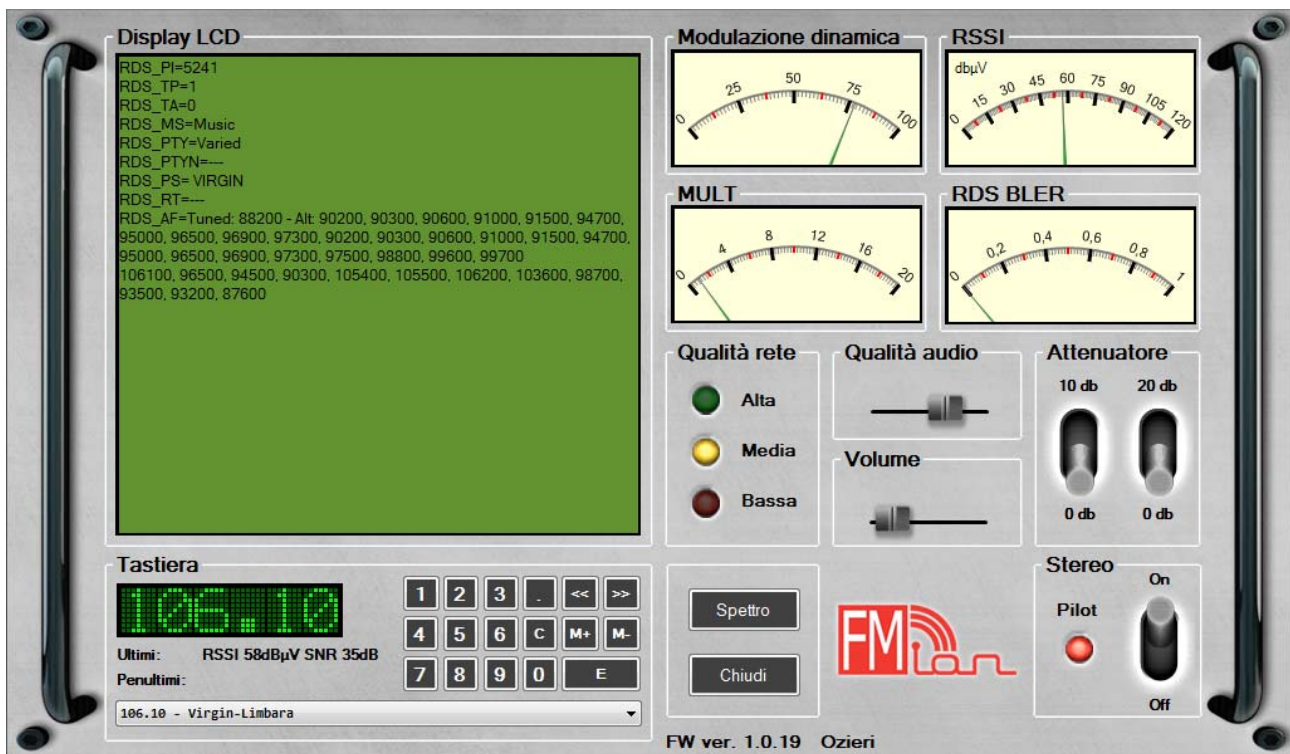 Display LCD
RDS_PI=5241
RDS_TP=1
RDS_TA=0
RDS_MS=Music
RDS_PTY=Varied
RDS_PTYN=---
RDS_PS= VIRGIN
RDS_RT=---
RDS_AF=Tuned: 88200 - Alt: 90200, 90300, 90600, 91000, 91500, 94700,
95000, 96500, 96900, 97300, 90200, 90300, 90600, 91000, 91500, 94700,
95000, 96500, 96900, 97300, 97500, 98800, 99600, 99700
106100, 96500, 94500, 90300, 105400, 105500, 106200, 103600, 98700,
93500, 93200, 87600
Modulazione dinamica
0 25 50 75 100
RSSI
dbµV
0 15 30 45 60 75 90 105 120
MULT
0 4 8 12 16 20
RDS BLER
0 0,2 0,4 0,6 0,8 1
Qualità rete
Alta
Media
Bassa
Qualità audio
Volume
Attenuatore
10 db 20 db
0 db 0 db
Tastiera
106.10
Ultimi: RSSI 58dBµV SNR 35dB
Penultimi:
1 2 3 . << >>
4 5 6 C M+ M-
7 8 9 0 E
106.10 - Virgin-Limbara
Spettro
Chiudi
FMian
Stereo
On
Pilot
Off
FW ver. 1.0.19 Ozieri